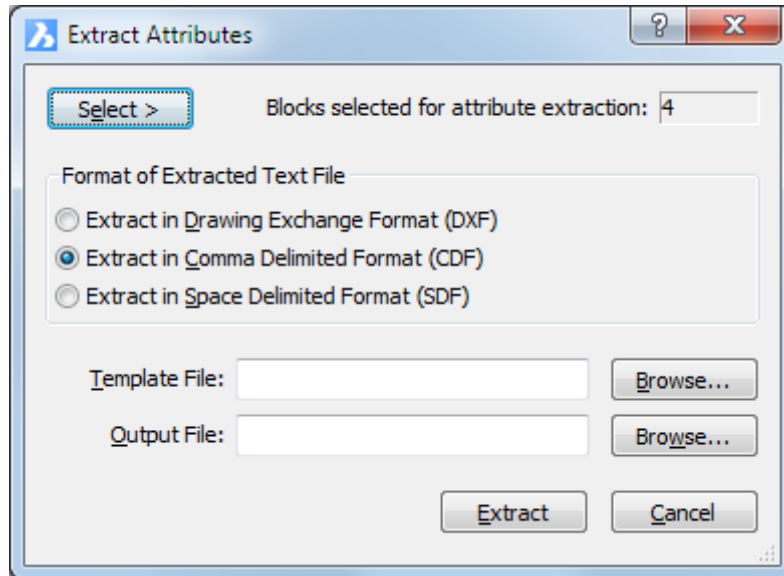 Extract Attributes
Select > Blocks selected for attribute extraction: 4
Format of Extracted Text File
Extract in Drawing Exchange Format (DXF)
Extract in Comma Delimited Format (CDF)
Extract in Space Delimited Format (SDF)
Template File: Browse...
Output File: Browse...
Extract Cancel